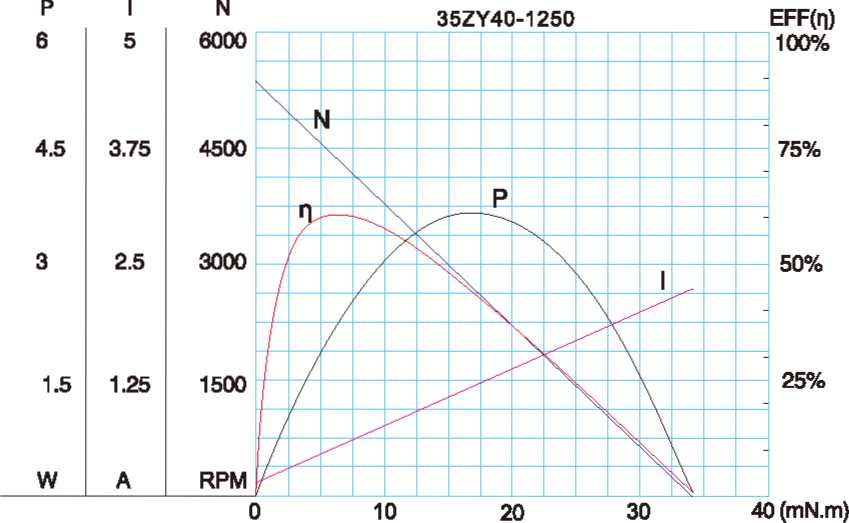 P I N 35ZY40-1250 EFF(η)
6 5 6000 100%
N
4.5 3.75 4500 75%
η P
3 2.5 3000 50%
I
1.5 1.25 1500 25%
W A RPM
0 10 20 30 40 (mN.m)